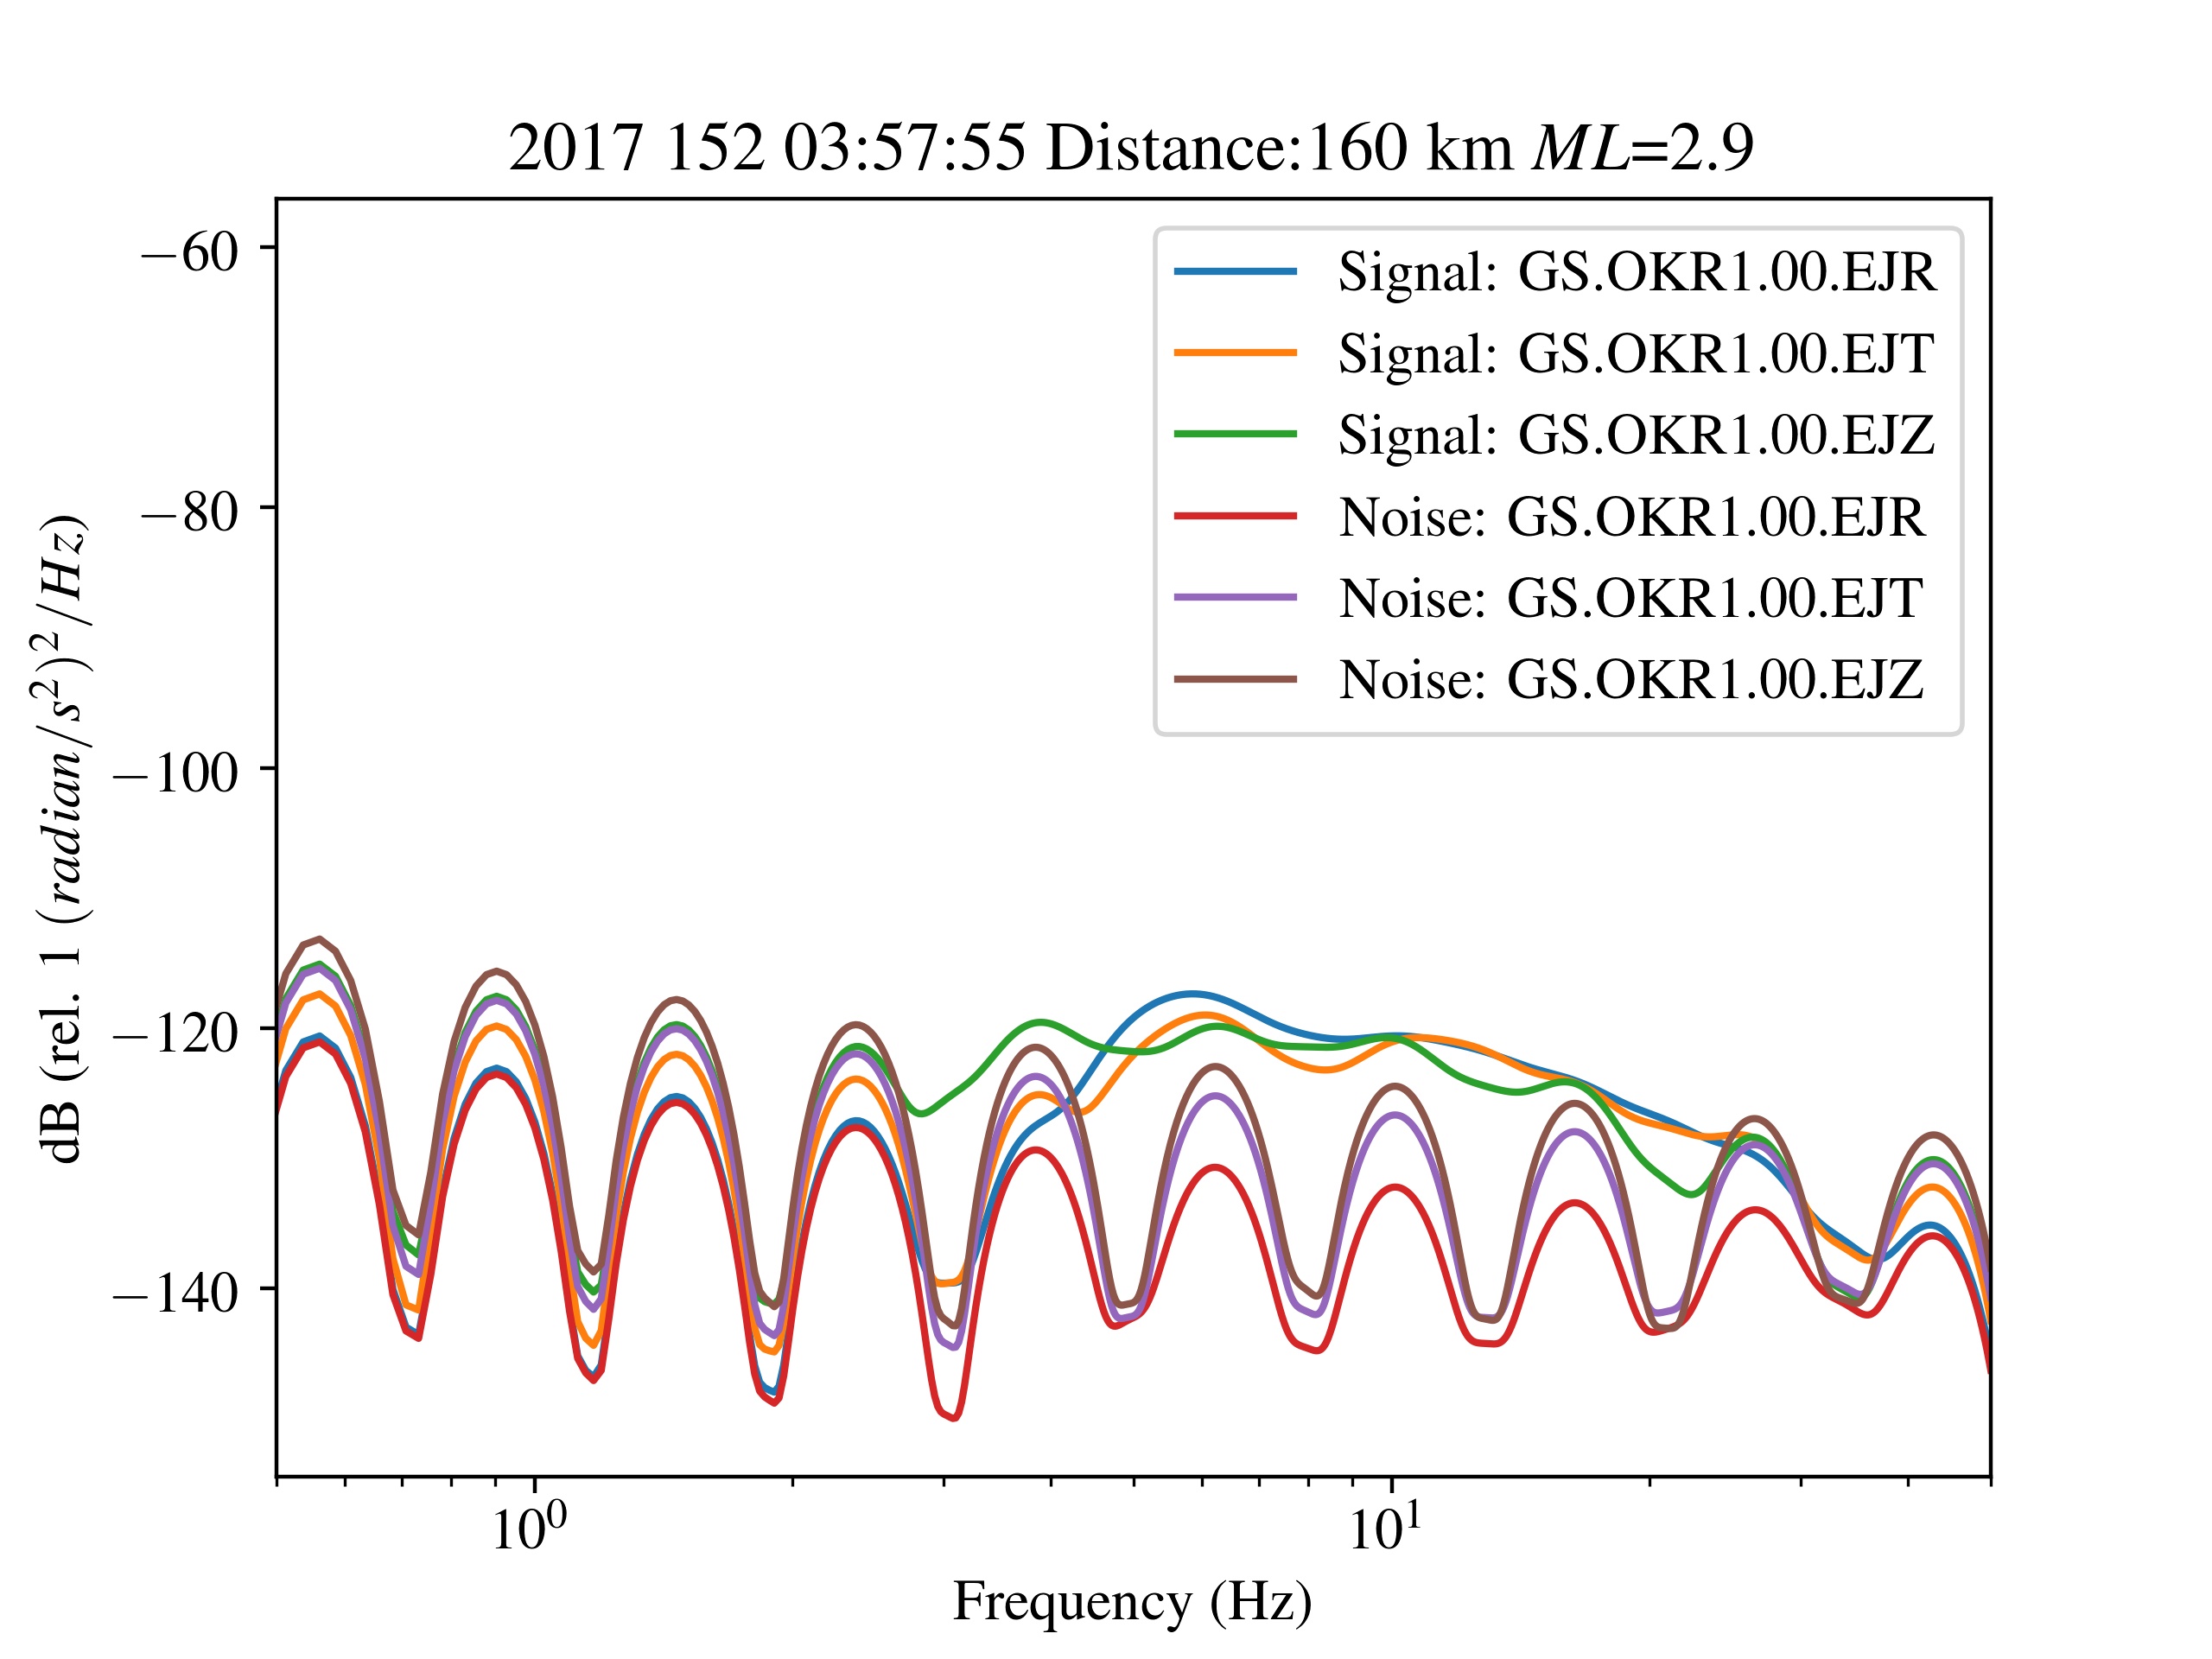 2017 152 03:57:55 Distance:160 km ML=2.9
dB (rel. 1 (radian/s²)²/Hz)
−60
−80
−100
−120
−140
Signal: GS.OKR1.00.EJR
Signal: GS.OKR1.00.EJT
Signal: GS.OKR1.00.EJZ
Noise: GS.OKR1.00.EJR
Noise: GS.OKR1.00.EJT
Noise: GS.OKR1.00.EJZ
10⁰ 10¹
Frequency (Hz)